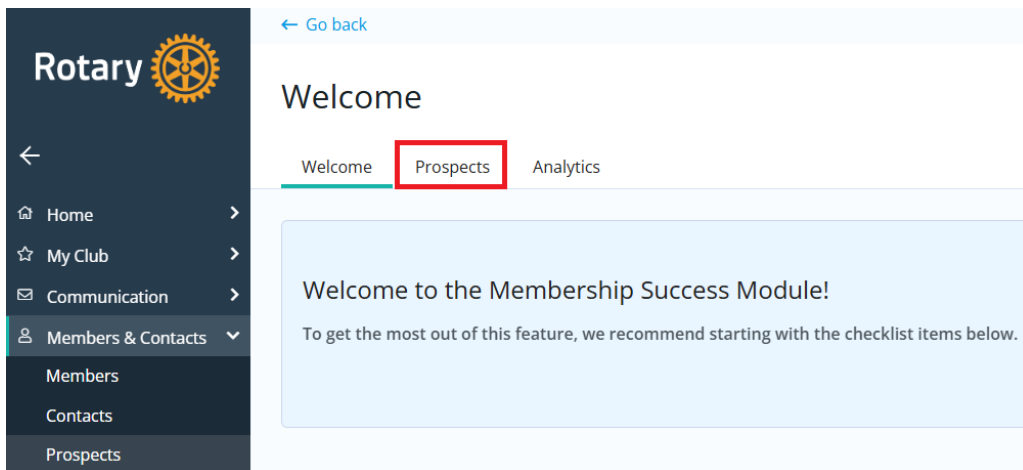 Rotary
Home
My Club
Communication
Members & Contacts
Members
Contacts
Prospects
← Go back
Welcome
Welcome Prospects Analytics
Welcome to the Membership Success Module!
To get the most out of this feature, we recommend starting with the checklist items below.